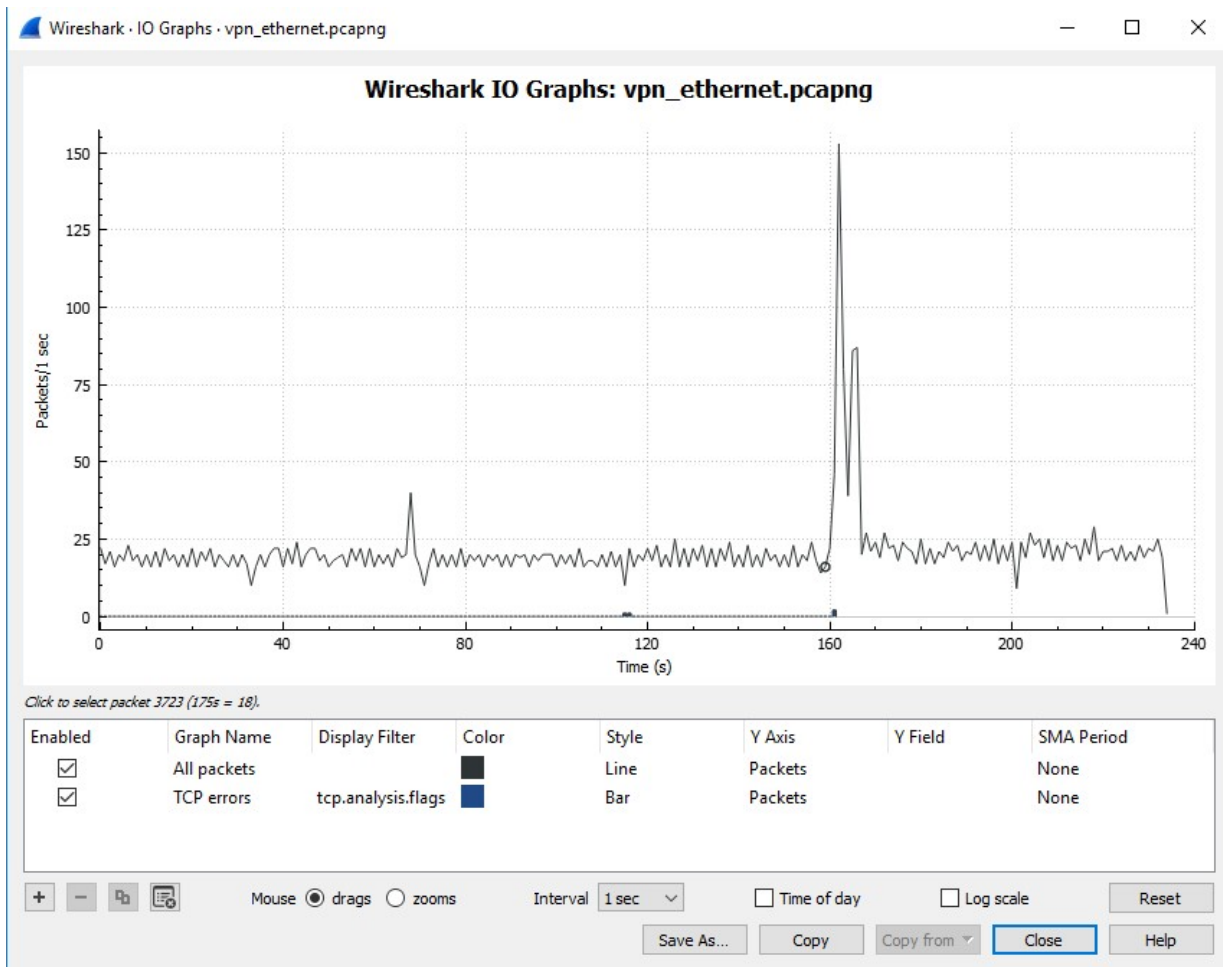 Wireshark · IO Graphs · vpn_ethernet.pcapng
Wireshark IO Graphs: vpn_ethernet.pcapng
150
125
100
75
50
25
0
Packets/1 sec
0 40 80 120 160 200 240
Time (s)
Click to select packet 3723 (175s = 18).
Enabled Graph Name Display Filter Color Style Y Axis Y Field SMA Period
All packets Line Packets None
TCP errors tcp.analysis.flags Bar Packets None
+ − Mouse drags zooms Interval 1 sec Time of day Log scale Reset
Save As... Copy Copy from Close Help